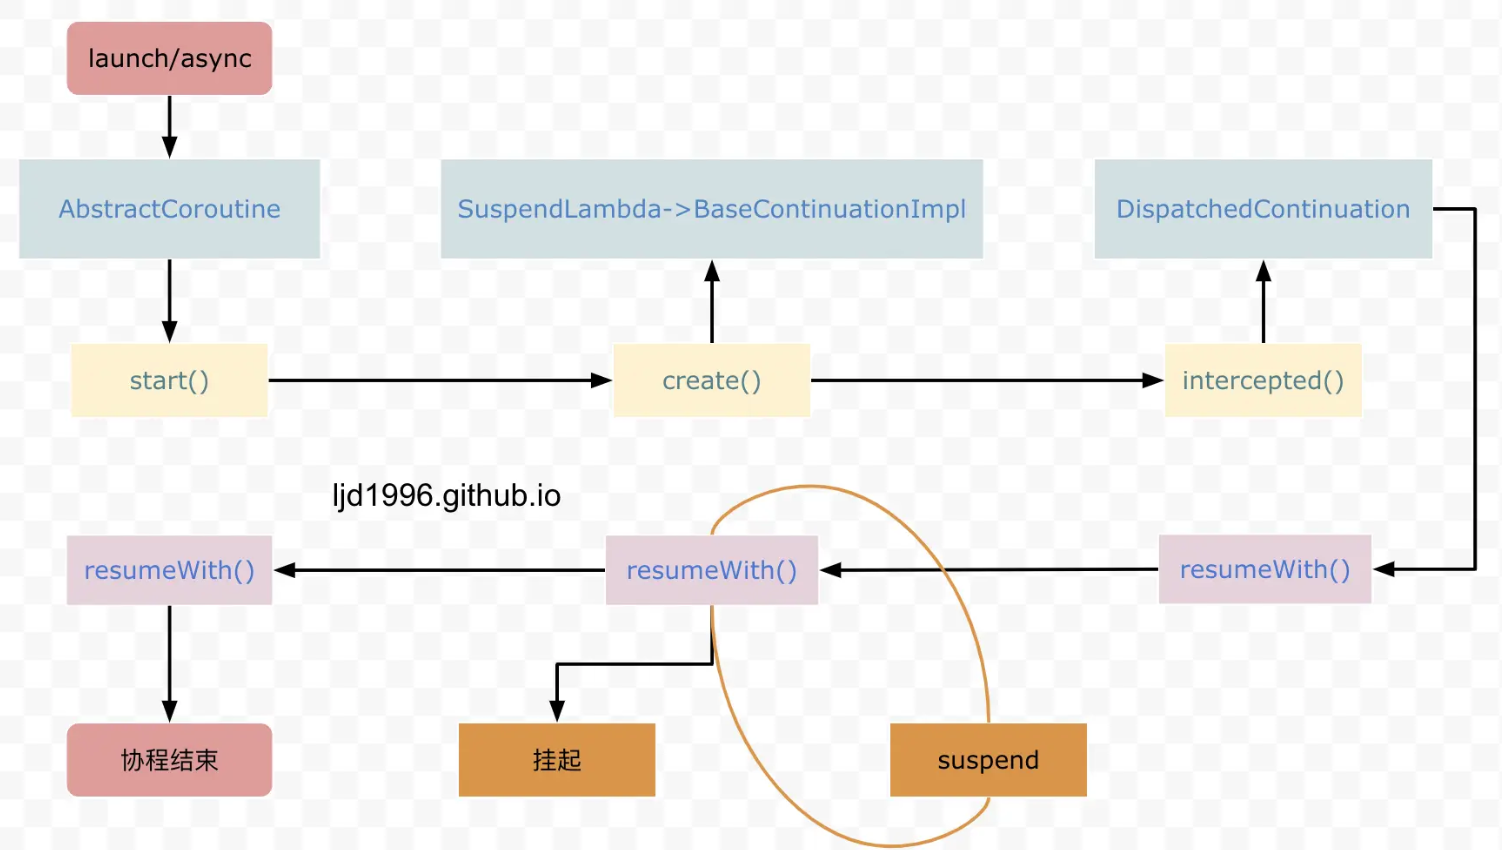 launch/async
AbstractCoroutine
SuspendLambda->BaseContinuationImpl
DispatchedContinuation
start()
create()
intercepted()
ljd1996.github.io
resumeWith()
resumeWith()
resumeWith()
协程结束
挂起
suspend